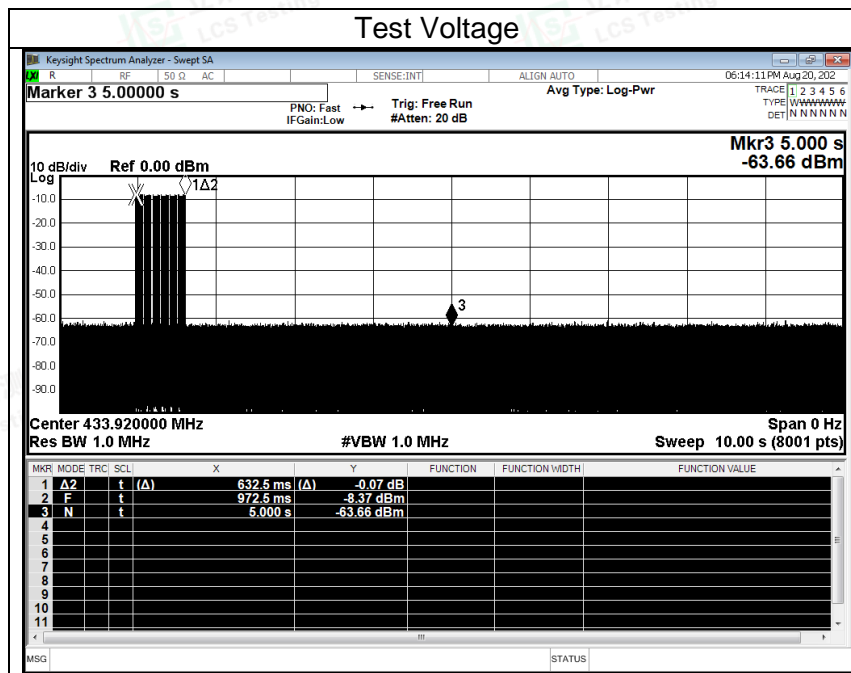 Test Voltage
Keysight Spectrum Analyzer - Swept SA
LXI R RF 50 Ω AC SENSE:INT ALIGN AUTO 06:14:11 PM Aug 20, 202
Marker 3 5.00000 s
PNO: Fast
IFGain:Low
Trig: Free Run
#Atten: 20 dB
Avg Type: Log-Pwr
TRACE 1 2 3 4 5 6
TYPE WWWWWW
DET N N N N N N
Mkr3 5.000 s
-63.66 dBm
10 dB/div Ref 0.00 dBm
Log
1Δ2
-10.0
-20.0
-30.0
-40.0
-50.0
3
-60.0
-70.0
-80.0
-90.0
Center 433.920000 MHz Span 0 Hz
Res BW 1.0 MHz #VBW 1.0 MHz Sweep 10.00 s (8001 pts)
MKR MODE TRC SCL X Y FUNCTION FUNCTION WIDTH FUNCTION VALUE
1 Δ2 t (Δ) 632.5 ms (Δ) -0.07 dB
2 F t 972.5 ms -8.37 dBm
3 N t 5.000 s -63.66 dBm
4
5
6
7
8
9
10
11
MSG STATUS
LCS Testing